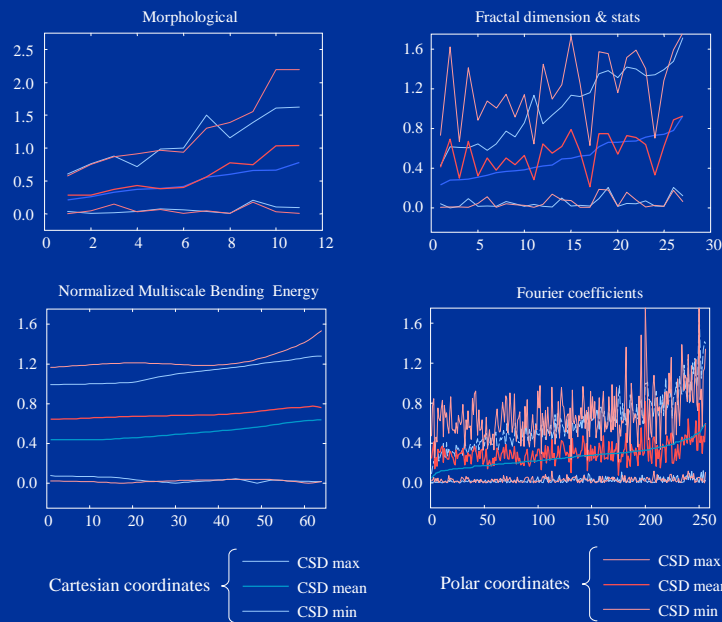 Morphological
Fractal dimension & stats
2.5
2.0
1.5
1.0
0.5
0.0
0 2 4 6 8 10 12
1.6
1.2
0.8
0.4
0.0
0 5 10 15 20 25 30
Normalized Multiscale Bending Energy
Fourier coefficients
1.6
1.2
0.8
0.4
0.0
0 10 20 30 40 50 60
1.6
1.2
0.8
0.4
0.0
0 50 100 150 200 250
Cartesian coordinates
CSD max
CSD mean
CSD min
Polar coordinates
CSD max
CSD mean
CSD min